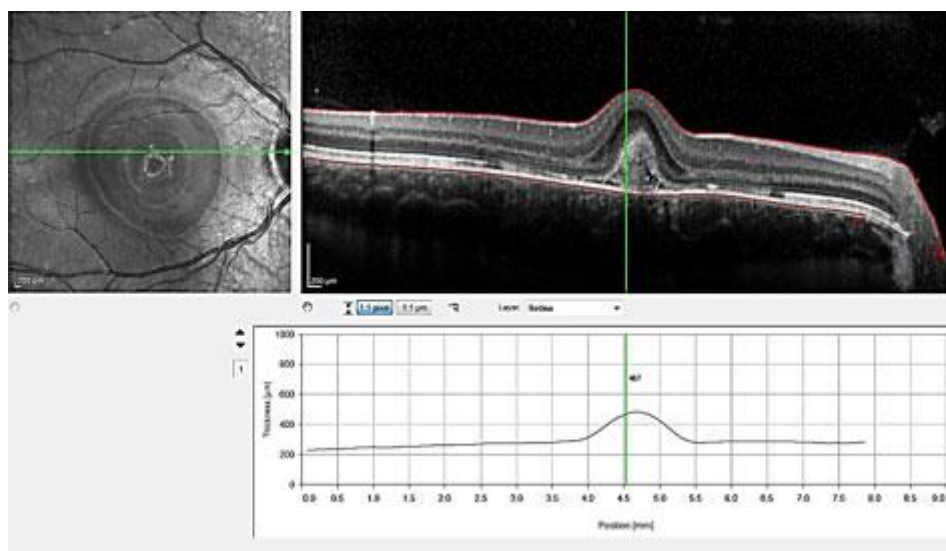 200 µm
200 µm
1:1 pixel
1:1 µm
Layer:
Retina
1
Thickness [µm]
1000
800
600
400
200
0
467
0.0 0.5 1.0 1.5 2.0 2.5 3.0 3.5 4.0 4.5 5.0 5.5 6.0 6.5 7.0 7.5 8.0 8.5 9.0
Position [mm]